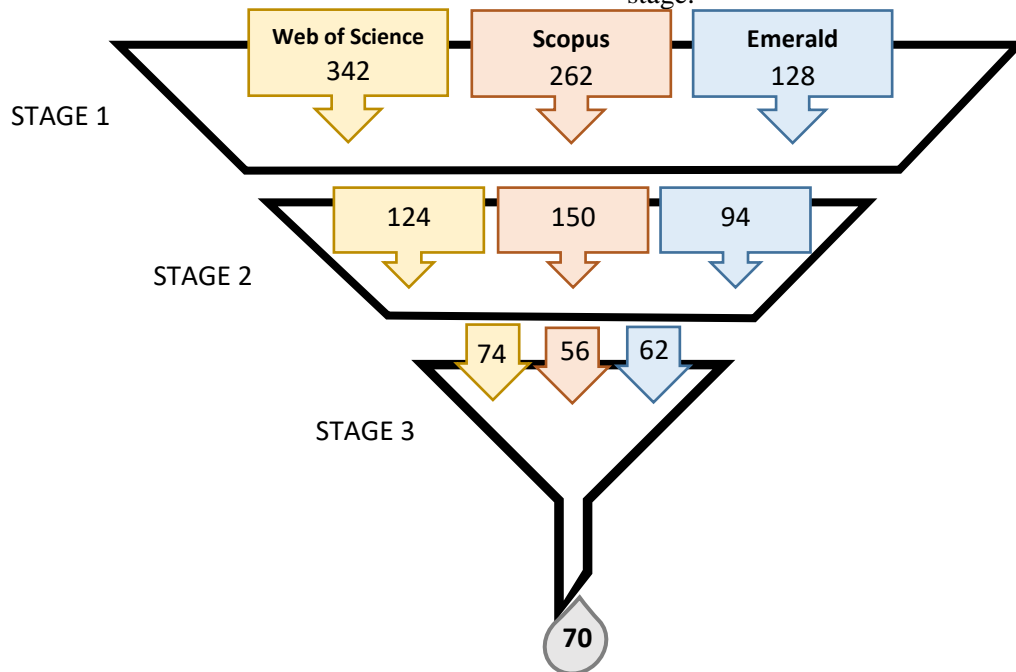 stage.
Web of Science
342
Scopus
262
Emerald
128
STAGE 1
124
150
94
STAGE 2
74
56
62
STAGE 3
70